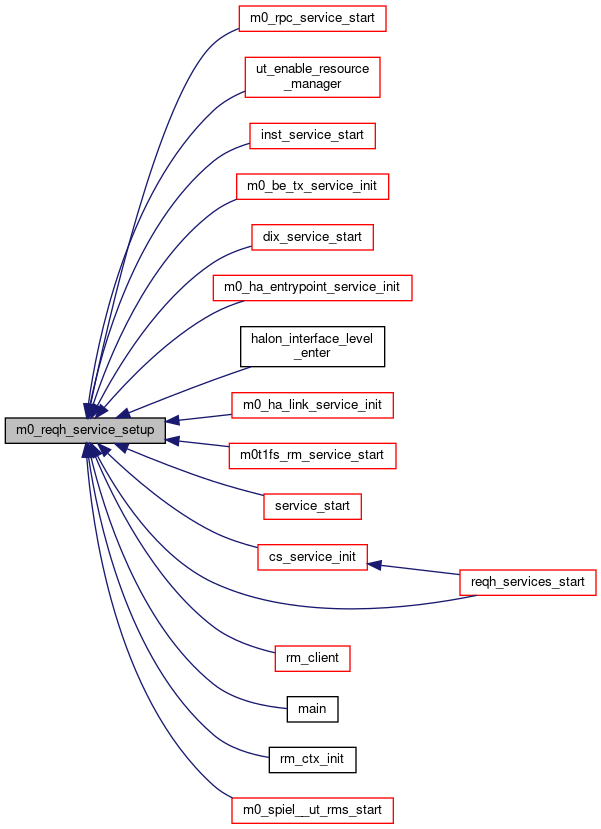 m0_rpc_service_start
ut_enable_resource
_manager
inst_service_start
m0_be_tx_service_init
dix_service_start
m0_ha_entrypoint_service_init
halon_interface_level
_enter
m0_ha_link_service_init
m0_reqh_service_setup
m0t1fs_rm_service_start
service_start
cs_service_init
reqh_services_start
rm_client
main
rm_ctx_init
m0_spiel__ut_rms_start